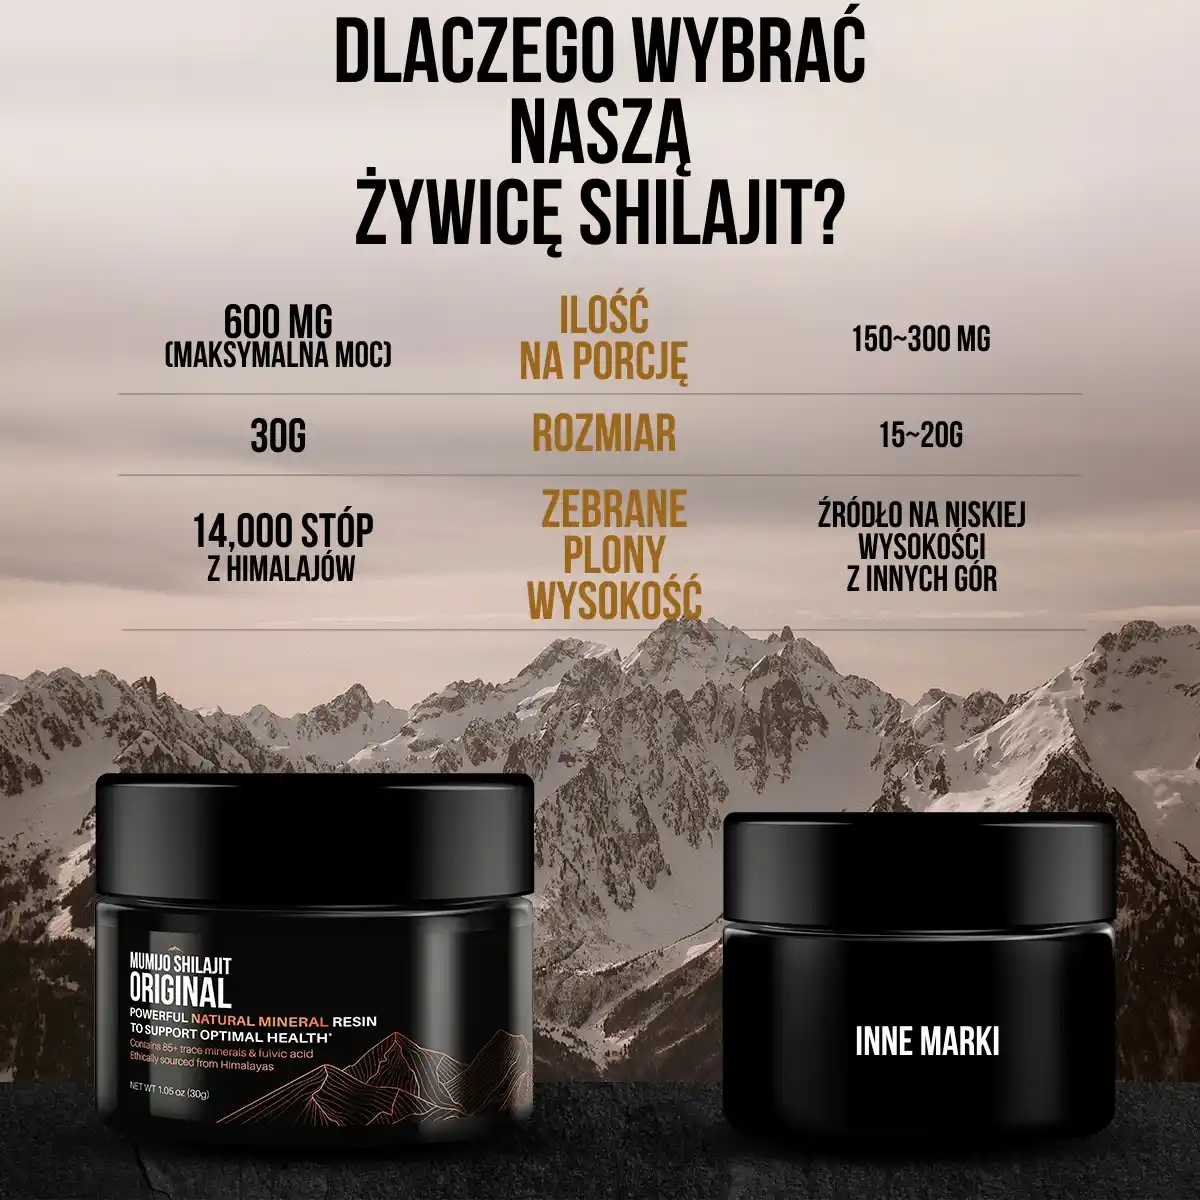 DLACZEGO WYBRAĆ
NASZĄ
ŻYWICĘ SHILAJIT?
600 MG
(MAKSYMALNA MOC)
ILOŚĆ
NA PORCJĘ
150~300 MG
30G
ROZMIAR
15~20G
14,000 STÓP
Z HIMALAJÓW
ZEBRANE
PLONY
WYSOKOŚĆ
ŹRÓDŁO NA NISKIEJ
WYSOKOŚCI
Z INNYCH GÓR
MUMIJO SHILAJIT
ORIGINAL
POWERFUL NATURAL MINERAL RESIN
TO SUPPORT OPTIMAL HEALTH*
Contains 85+ trace minerals & fulvic acid
Ethically sourced from Himalayas
NET WT 1.05 oz (30g)
INNE MARKI